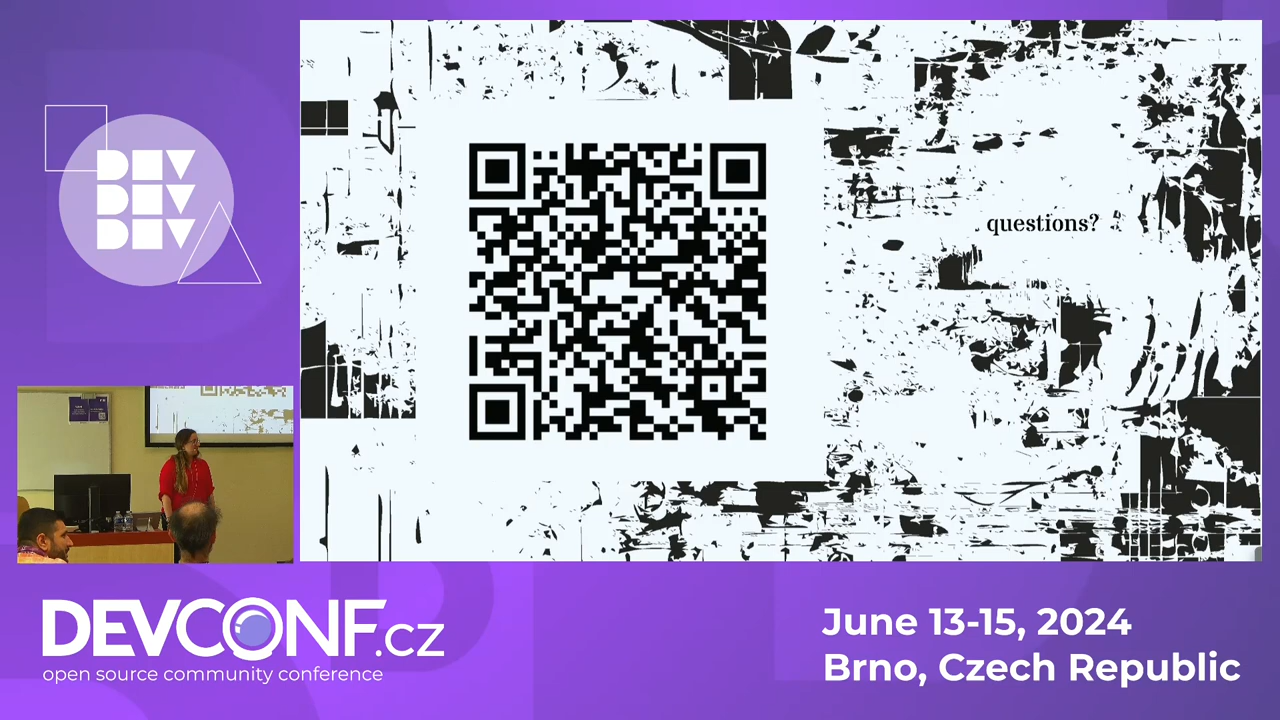 DEV
DEV
DEV
questions?
DEVCONF.cz
open source community conference
June 13-15, 2024
Brno, Czech Republic